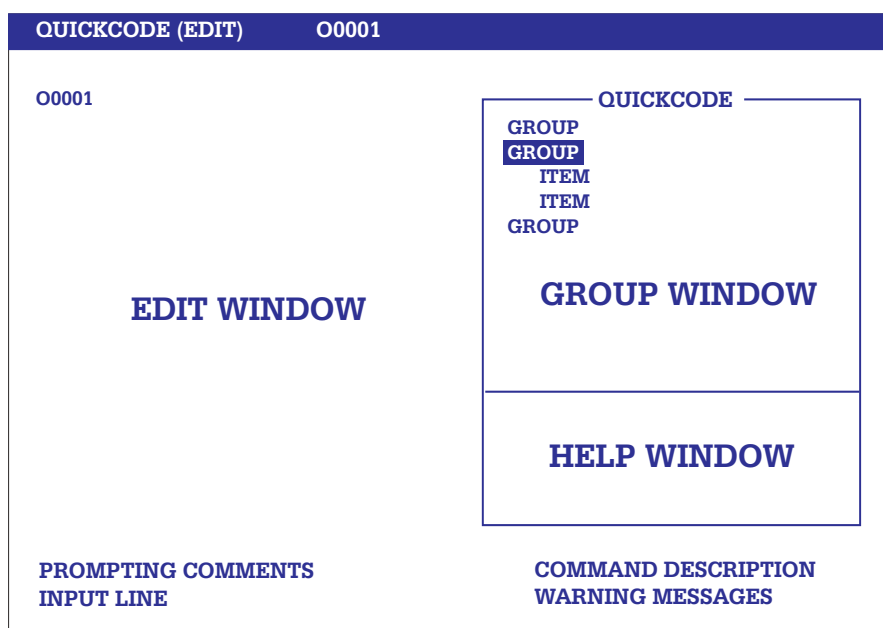 QUICKCODE (EDIT) O0001
O0001
QUICKCODE
GROUP
GROUP
ITEM
ITEM
GROUP
EDIT WINDOW
GROUP WINDOW
HELP WINDOW
PROMPTING COMMENTS
INPUT LINE
COMMAND DESCRIPTION
WARNING MESSAGES